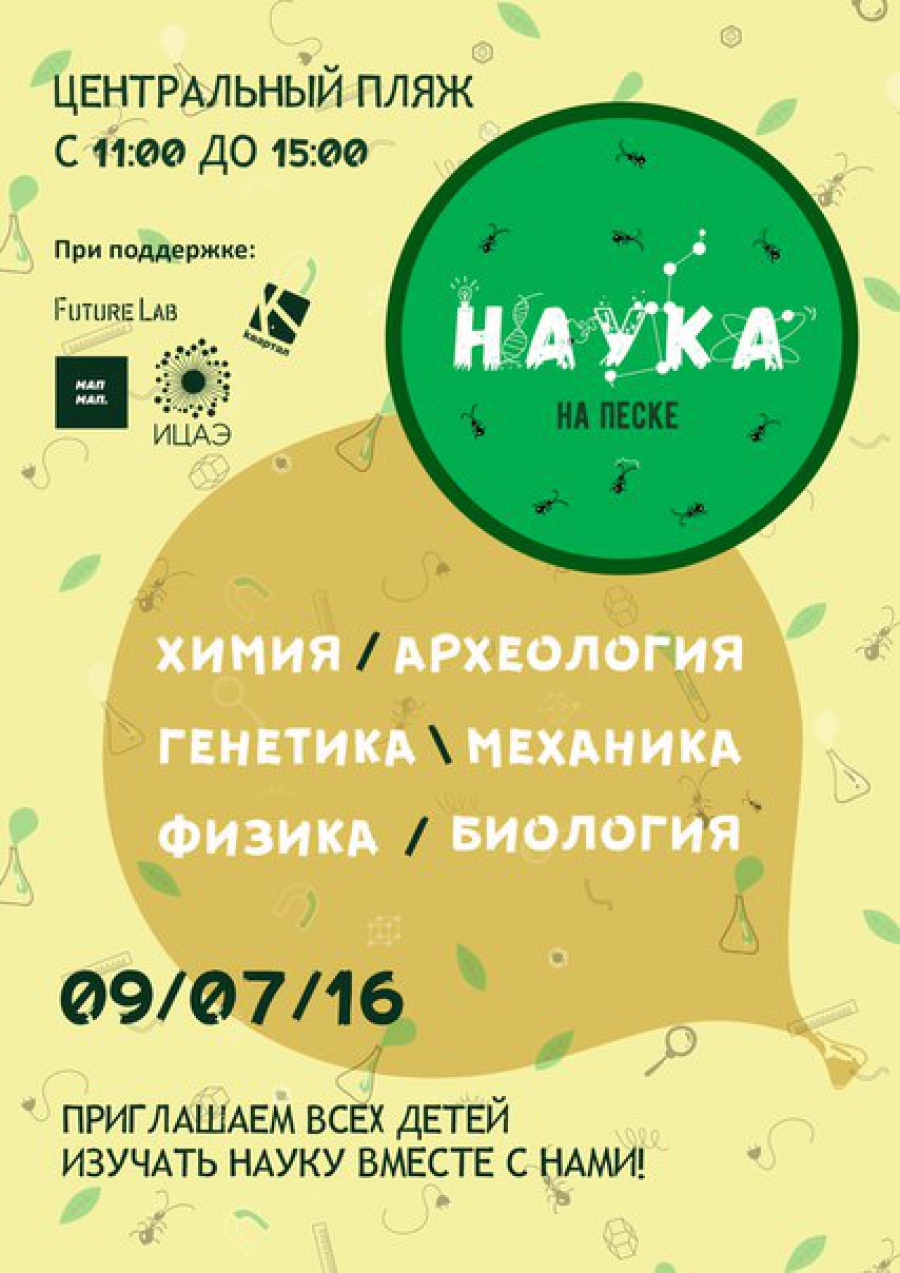 ЦЕНТРАЛЬНЫЙ ПЛЯЖ
С 11:00 ДО 15:00
При поддержке:
FUTURE LAB
Квартал
МАП
МАП.
ИЦАЭ
НАУКА
НА ПЕСКЕ
ХИМИЯ / АРХЕОЛОГИЯ
ГЕНЕТИКА \ МЕХАНИКА
ФИЗИКА / БИОЛОГИЯ
09/07/16
ПРИГЛАШАЕМ ВСЕХ ДЕТЕЙ
ИЗУЧАТЬ НАУКУ ВМЕСТЕ С НАМИ!